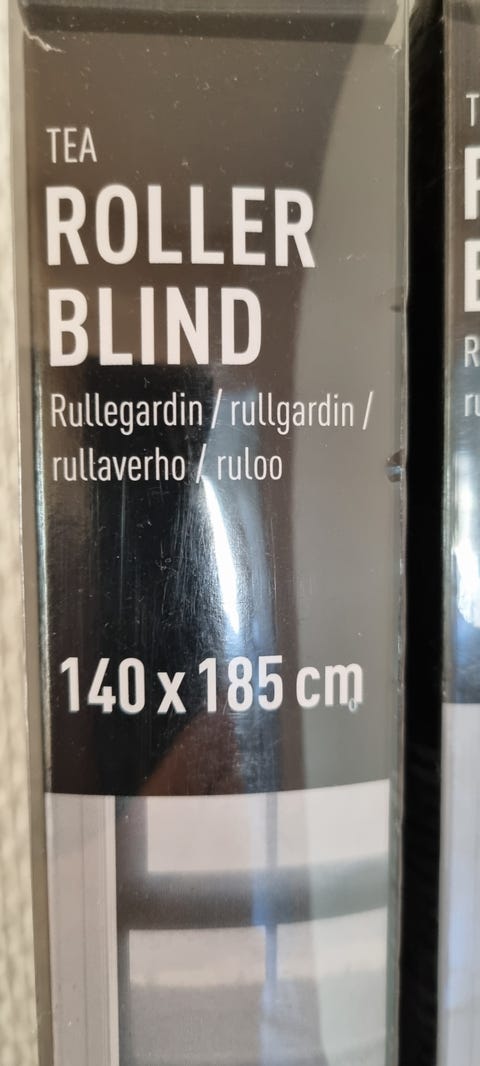 TEA
ROLLER
BLIND
Rullegardin / rullgardin /
rullaverho / ruloo
140 x 185 cm